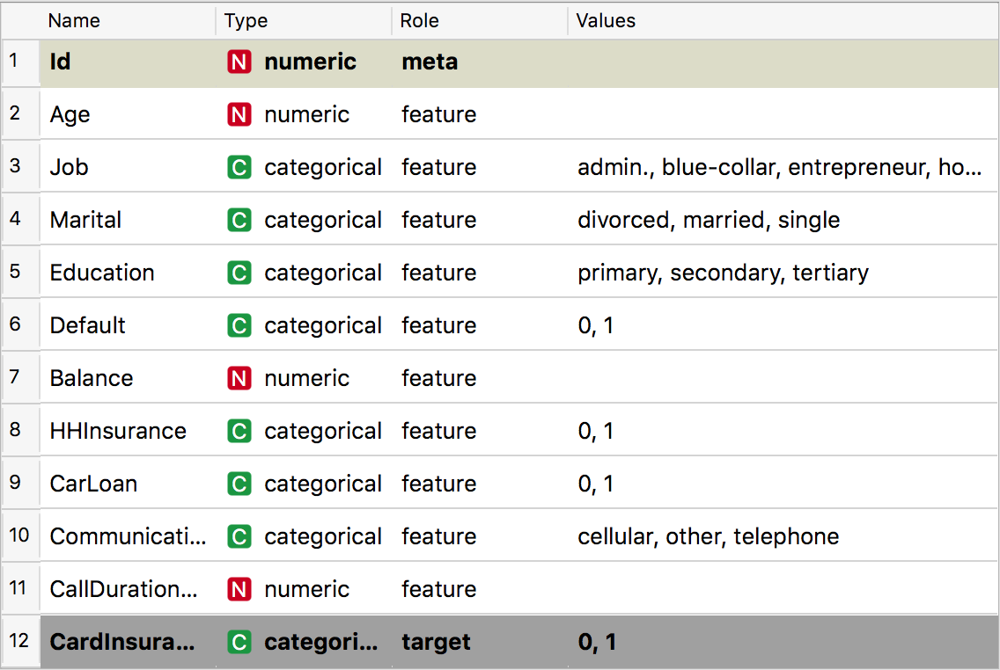 Name Type Role Values
1 Id N numeric meta
2 Age N numeric feature
3 Job C categorical feature admin., blue-collar, entrepreneur, ho...
4 Marital C categorical feature divorced, married, single
5 Education C categorical feature primary, secondary, tertiary
6 Default C categorical feature 0, 1
7 Balance N numeric feature
8 HHInsurance C categorical feature 0, 1
9 CarLoan C categorical feature 0, 1
10 Communicati... C categorical feature cellular, other, telephone
11 CallDuration... N numeric feature
12 CardInsura... C categori... target 0, 1